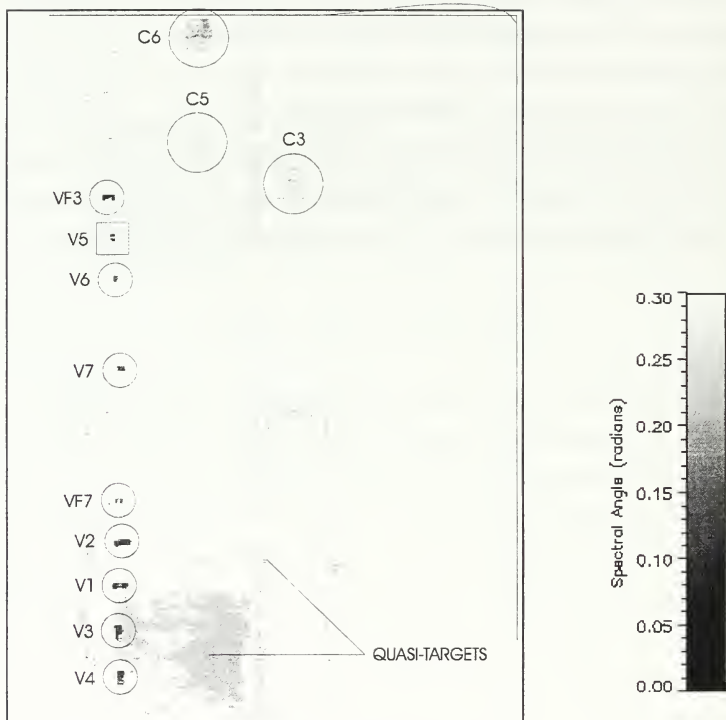 C6
C5
C3
VF3
V5
V6
V7
VF7
V2
V1
V3
V4
QUASI-TARGETS
0.30
0.25
0.20
0.15
0.10
0.05
0.00
Spectral Angle (radians)